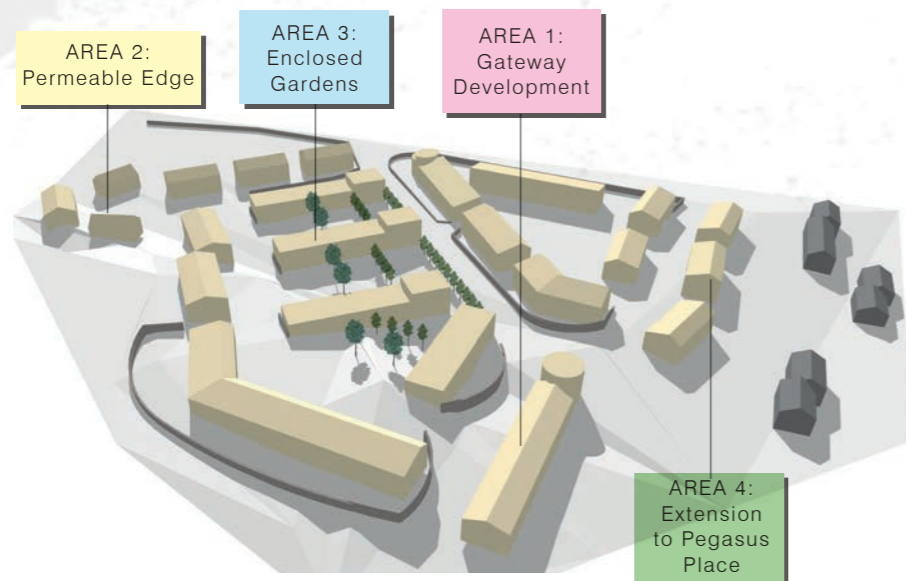 AREA 2:
Permeable Edge
AREA 3:
Enclosed
Gardens
AREA 1:
Gateway
Development
AREA 4:
Extension
to Pegasus
Place